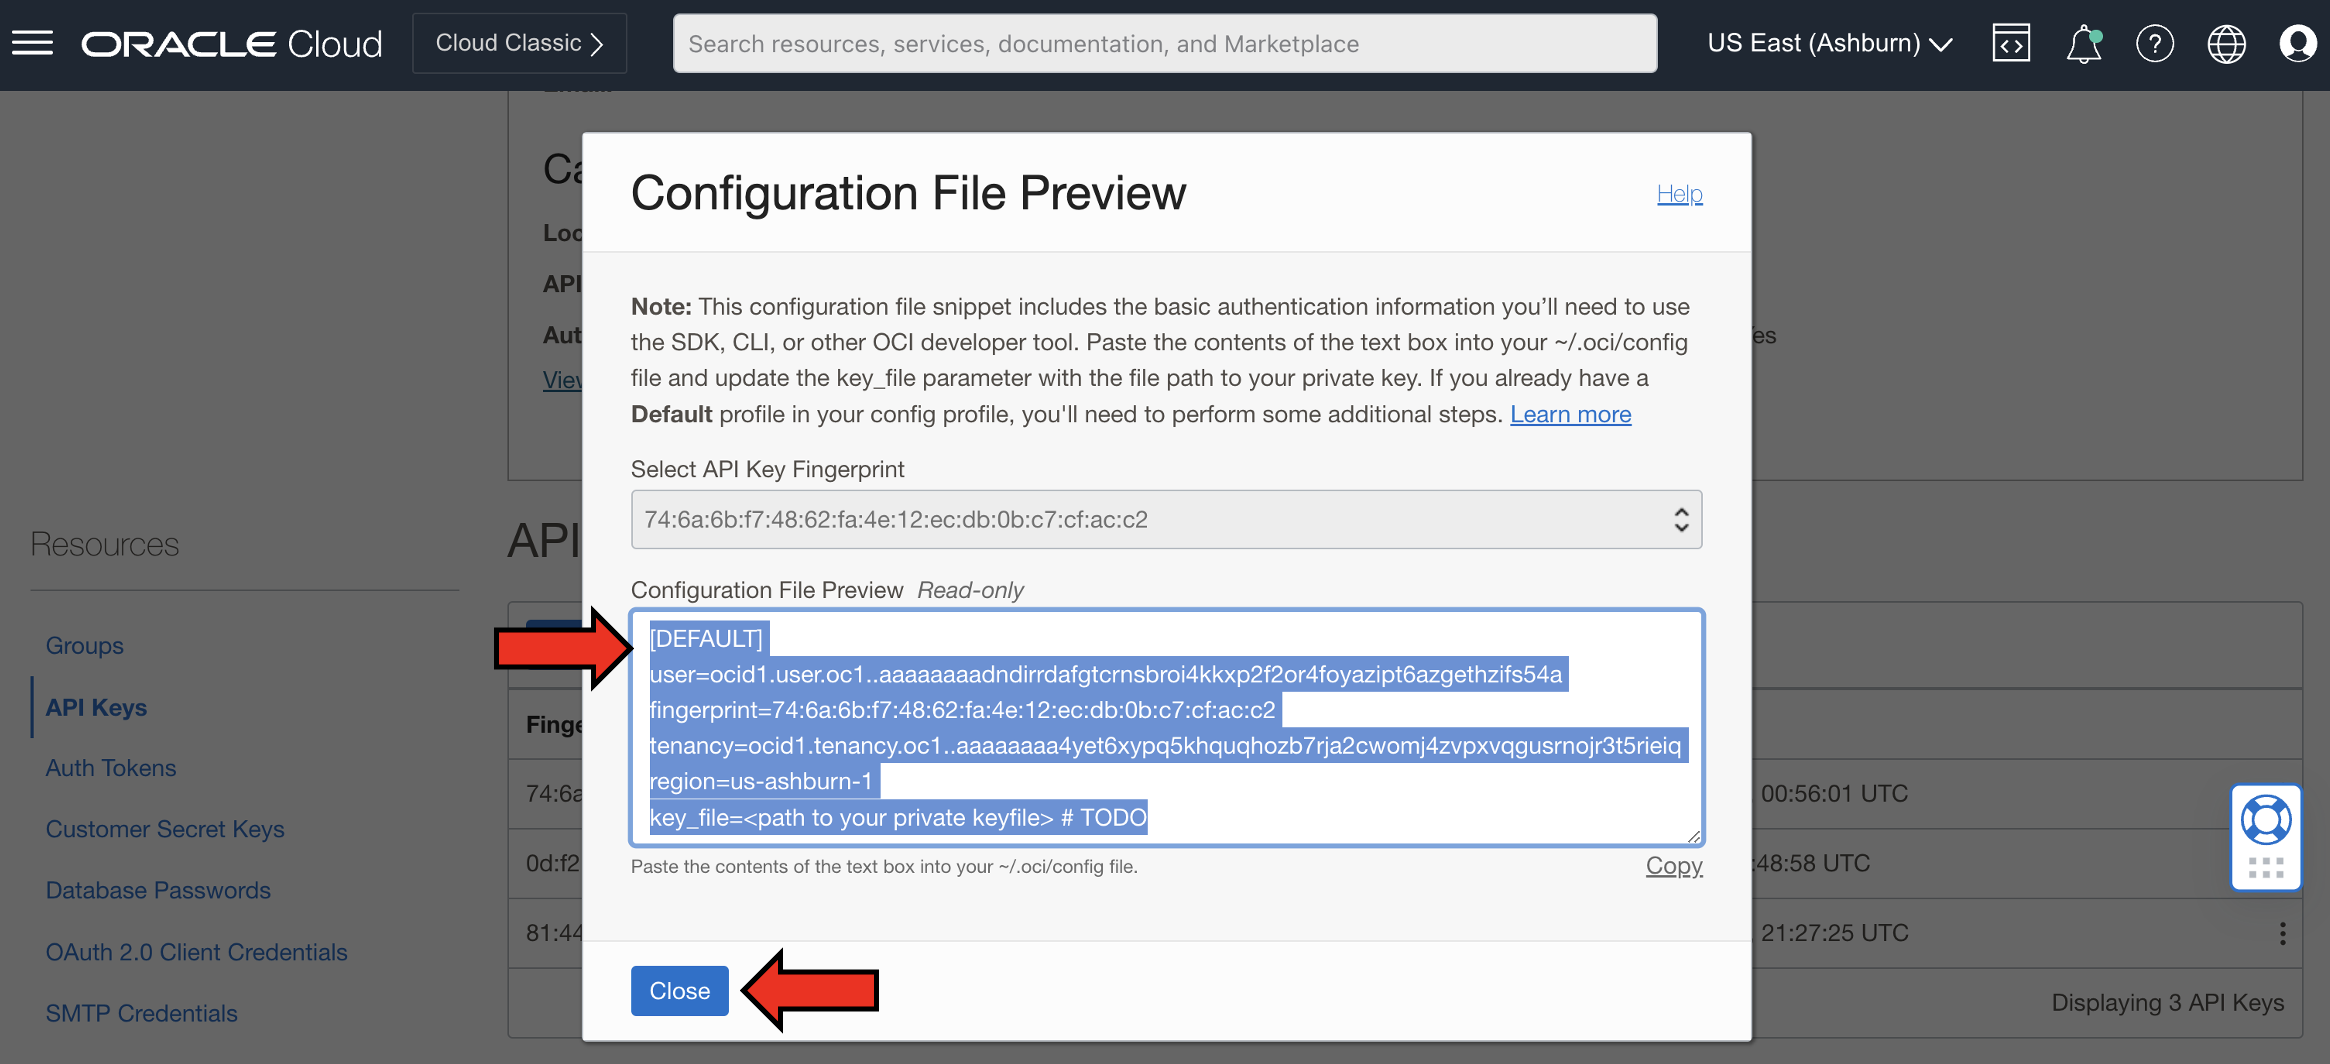 ORACLE Cloud
Cloud Classic
Search resources, services, documentation, and Marketplace
US East (Ashburn)
Ca
Loc
API
Aut
View
Resources
Groups
API Keys
Auth Tokens
Customer Secret Keys
Database Passwords
OAuth 2.0 Client Credentials
SMTP Credentials
API
Finge
74:6a
0d:f2
81:44
Configuration File Preview
Help
Note: This configuration file snippet includes the basic authentication information you’ll need to use
the SDK, CLI, or other OCI developer tool. Paste the contents of the text box into your ~/.oci/config
file and update the key_file parameter with the file path to your private key. If you already have a
Default profile in your config profile, you'll need to perform some additional steps. Learn more
Select API Key Fingerprint
74:6a:6b:f7:48:62:fa:4e:12:ec:db:0b:c7:cf:ac:c2
Configuration File Preview Read-only
[DEFAULT]
user=ocid1.user.oc1..aaaaaaaadndirrdafgtcrnsbroi4kkxp2f2or4foyazipt6azgethzifs54a
fingerprint=74:6a:6b:f7:48:62:fa:4e:12:ec:db:0b:c7:cf:ac:c2
tenancy=ocid1.tenancy.oc1..aaaaaaaa4yet6xypq5khquqhozb7rja2cwomj4zvpxvqgusrnojr3t5rieiq
region=us-ashburn-1
key_file=<path to your private keyfile> # TODO
Paste the contents of the text box into your ~/.oci/config file.
Copy
Close
es
00:56:01 UTC
:48:58 UTC
21:27:25 UTC
Displaying 3 API Keys